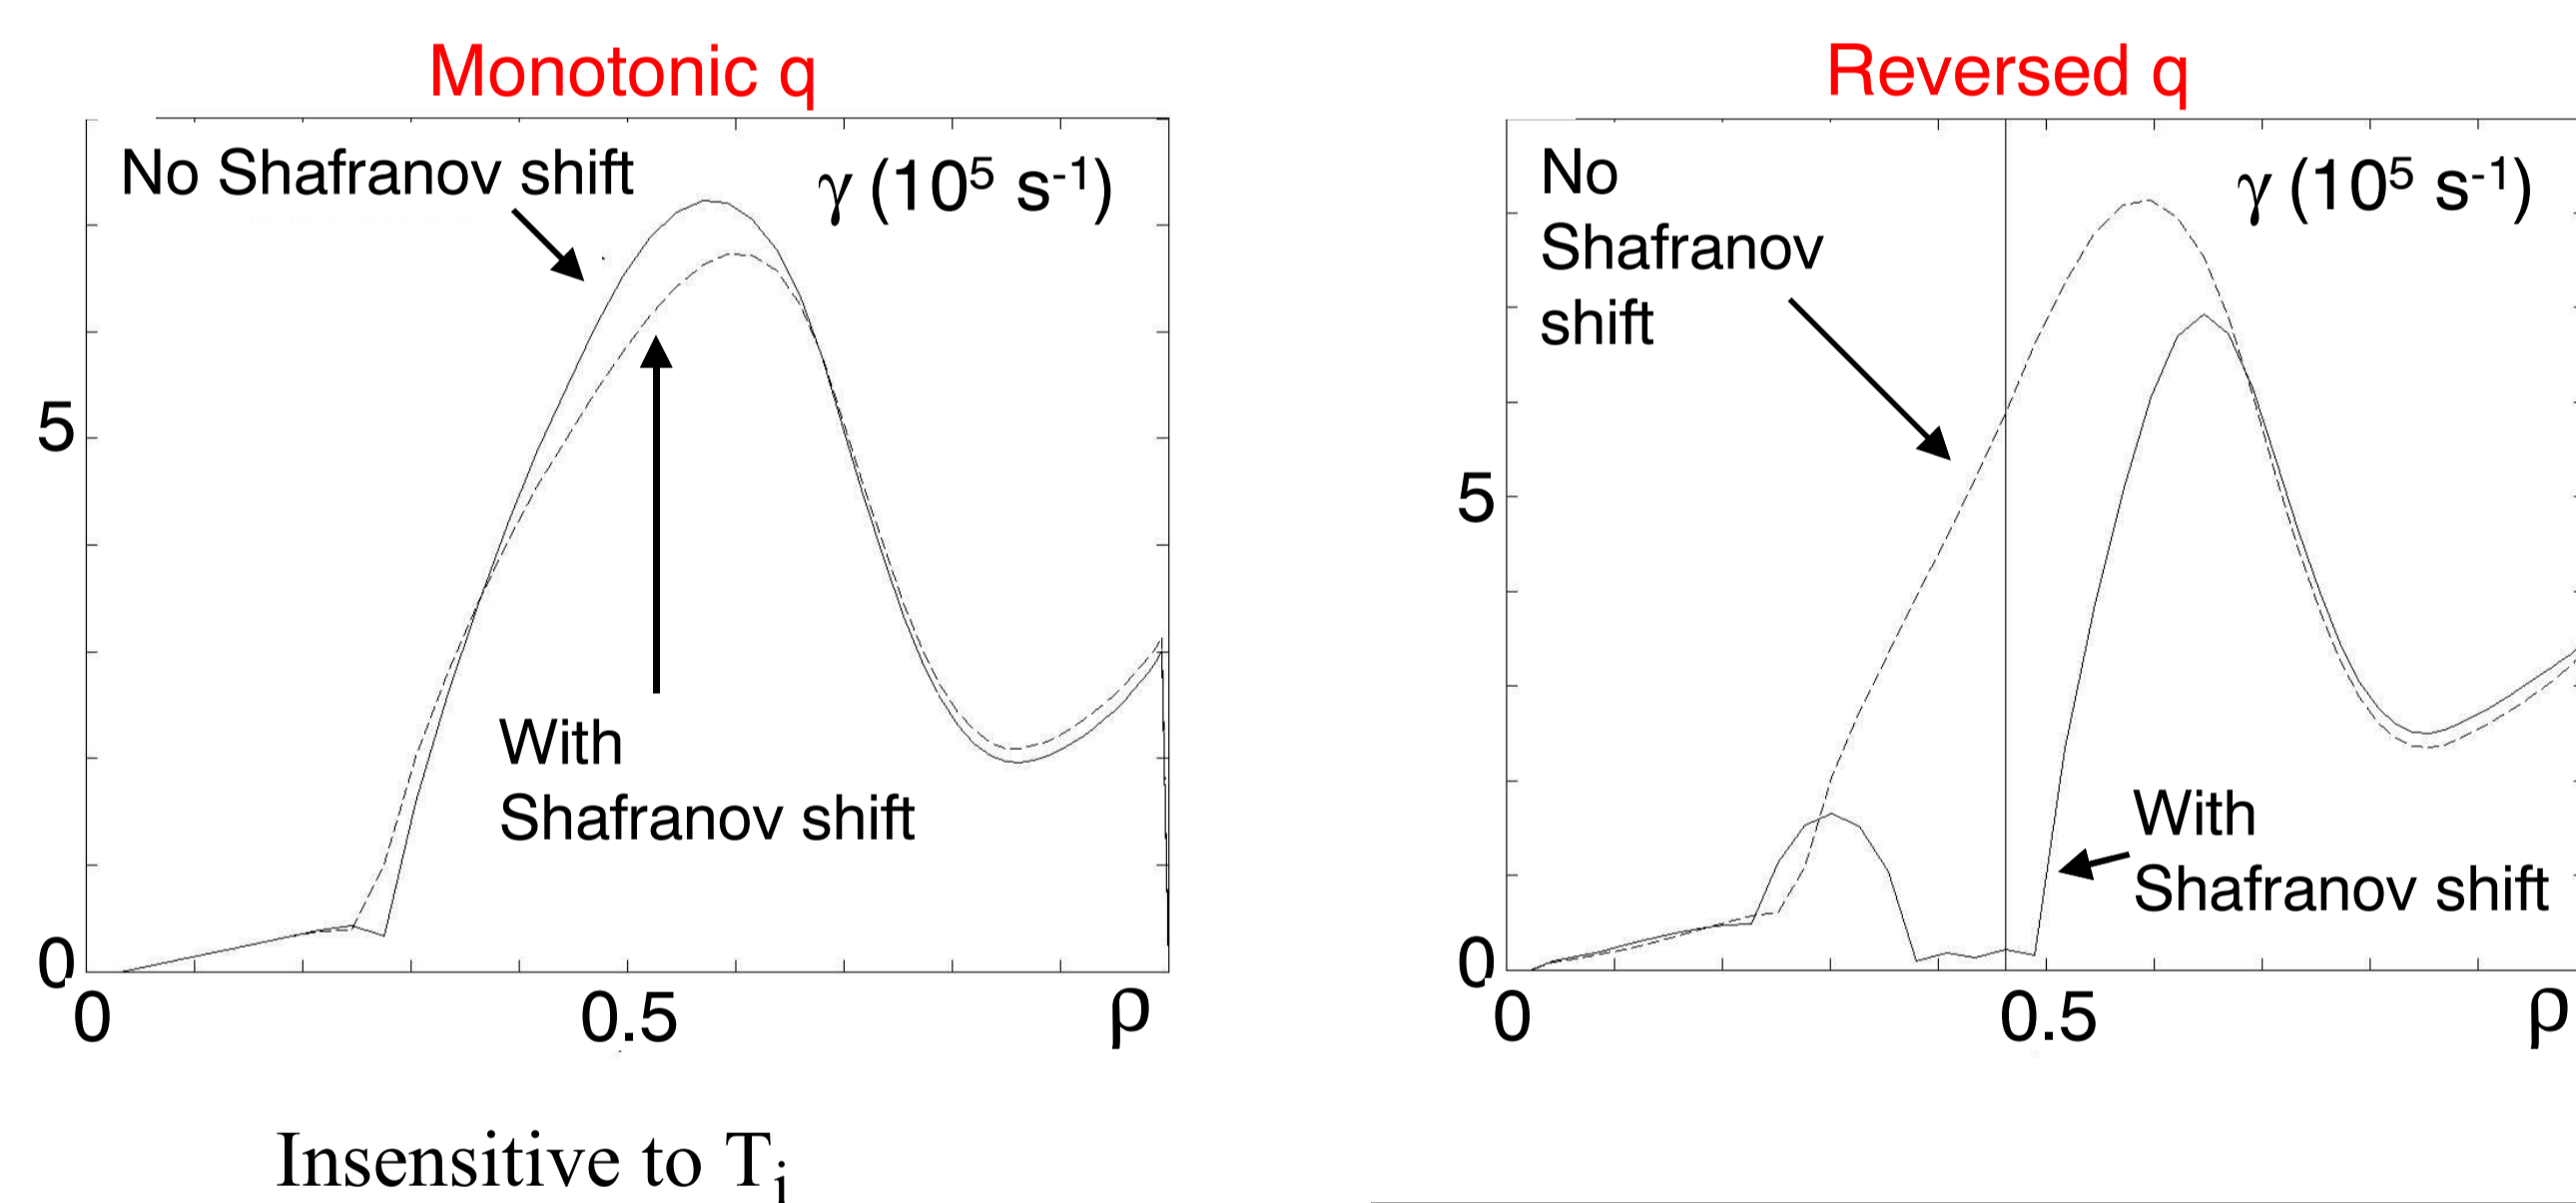 Monotonic q
No Shafranov shift
γ (10⁵ s⁻¹)
With
Shafranov shift
5
0
0
0.5
ρ
Insensitive to Tᵢ
Reversed q
No
Shafranov
shift
γ (10⁵ s⁻¹)
5
With
Shafranov shift
0
0
0.5
ρ